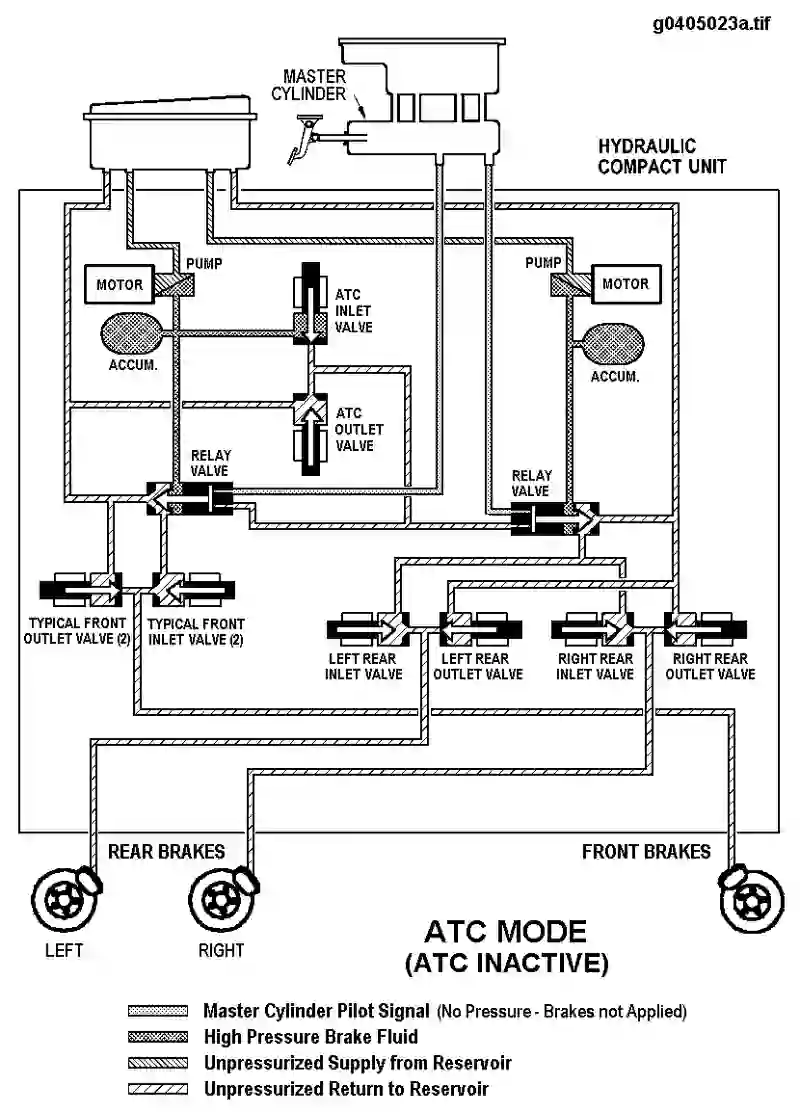 g0405023a.tif
MASTER
CYLINDER
HYDRAULIC
COMPACT UNIT
PUMP
MOTOR
ACCUM.
ATC
INLET
VALVE
PUMP
MOTOR
ACCUM.
ATC
OUTLET
VALVE
RELAY
VALVE
RELAY
VALVE
TYPICAL FRONT
OUTLET VALVE (2)
TYPICAL FRONT
INLET VALVE (2)
LEFT REAR
INLET VALVE
LEFT REAR
OUTLET VALVE
RIGHT REAR
INLET VALVE
RIGHT REAR
OUTLET VALVE
REAR BRAKES
FRONT BRAKES
LEFT
RIGHT
ATC MODE
(ATC INACTIVE)
Master Cylinder Pilot Signal (No Pressure - Brakes not Applied)
High Pressure Brake Fluid
Unpressurized Supply from Reservoir
Unpressurized Return to Reservoir